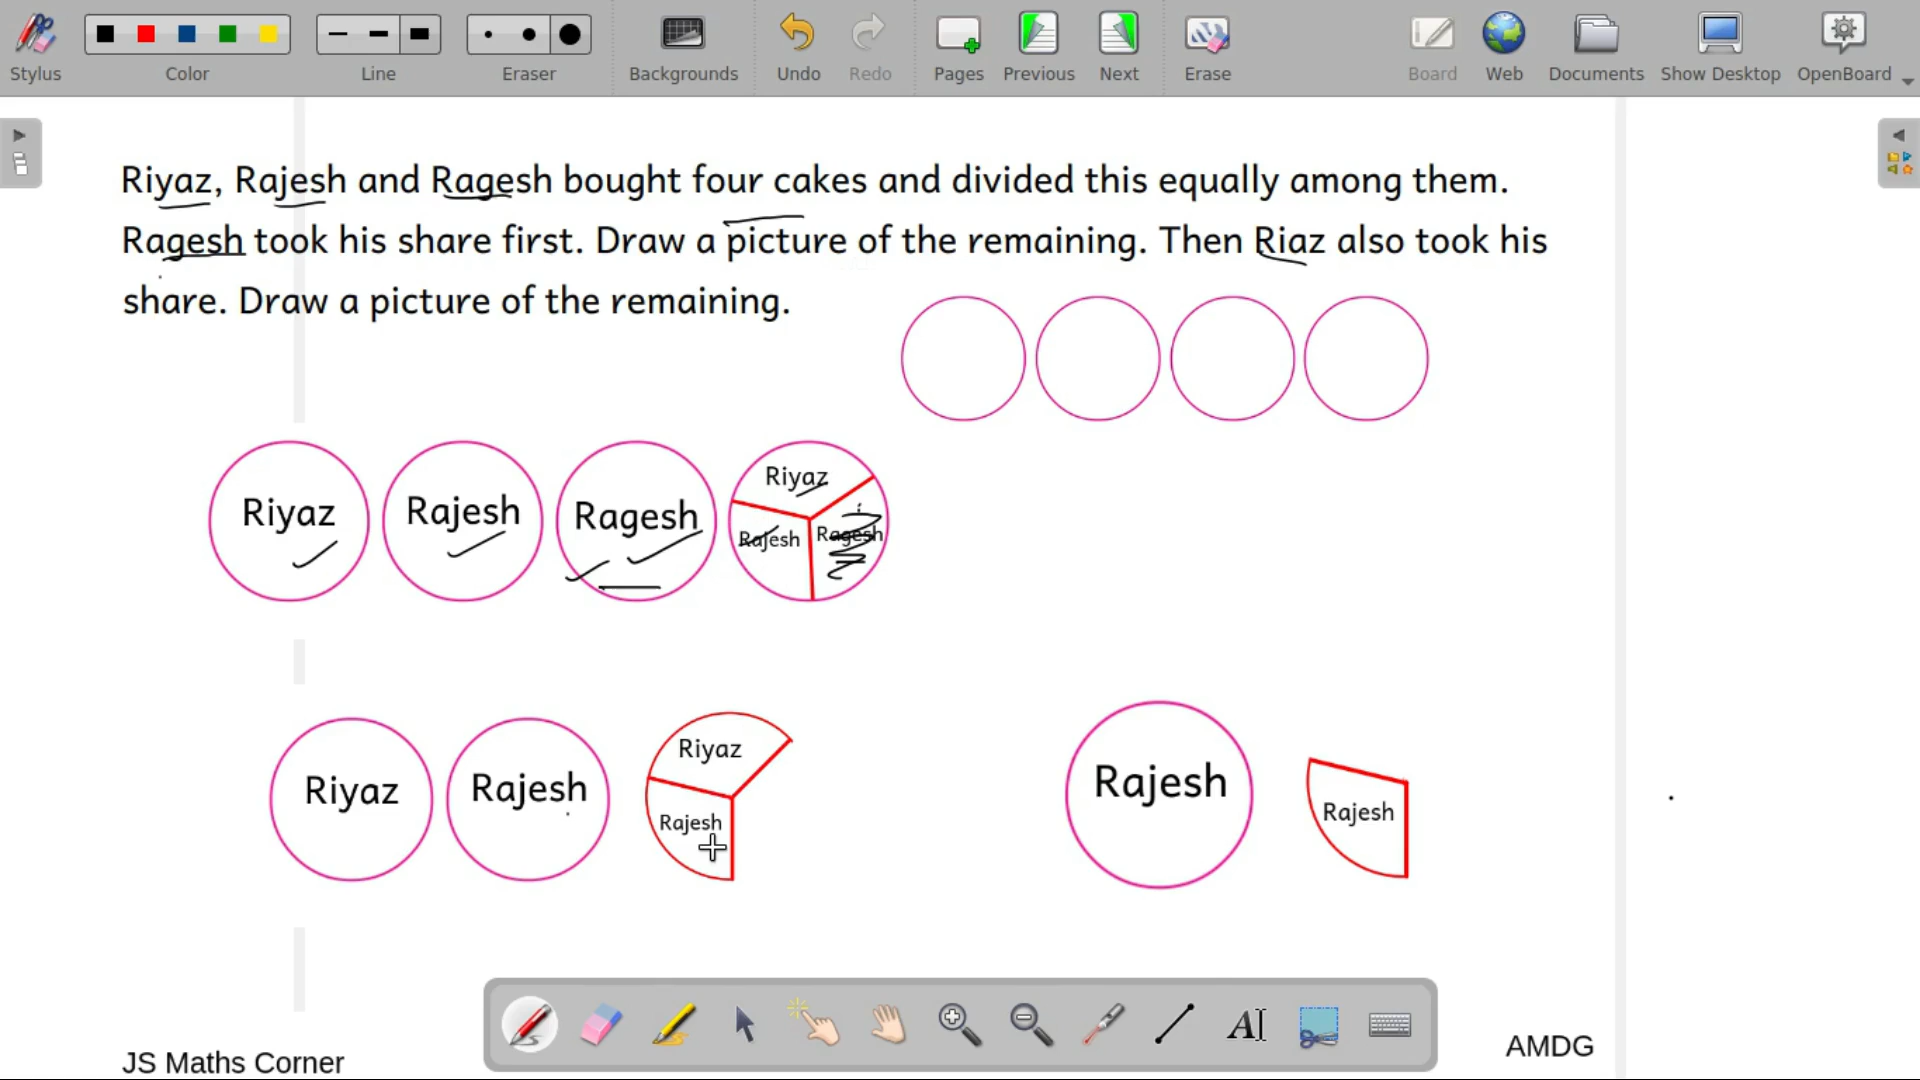 Stylus
Color
Line
Eraser
Backgrounds
Undo
Redo
Pages
Previous
Next
Erase
Board
Web
Documents
Show Desktop
OpenBoard
Riyaz, Rajesh and Ragesh bought four cakes and divided this equally among them.
Ragesh took his share first. Draw a picture of the remaining. Then Riaz also took his
share. Draw a picture of the remaining.
Riyaz
Rajesh
Ragesh
Riyaz
Rajesh
Ragesh
Riyaz
Rajesh
Riyaz
Rajesh
Rajesh
Rajesh
JS Maths Corner
AMDG